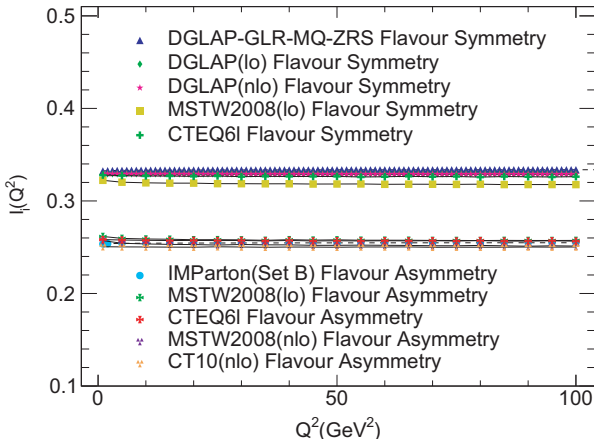 0.5
DGLAP-GLR-MQ-ZRS Flavour Symmetry
DGLAP(lo) Flavour Symmetry
DGLAP(nlo) Flavour Symmetry
MSTW2008(lo) Flavour Symmetry
CTEQ6l Flavour Symmetry
0.4
0.3
I_l(Q²)
0.2
IMParton(Set B) Flavour Asymmetry
MSTW2008(lo) Flavour Asymmetry
CTEQ6l Flavour Asymmetry
MSTW2008(nlo) Flavour Asymmetry
CT10(nlo) Flavour Asymmetry
0.1
0 50 100
Q²(GeV²)